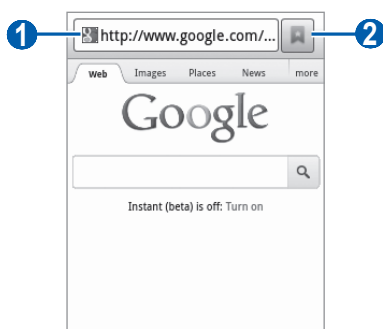 1 http://www.google.com/... 2
Web Images Places News more
Google
Instant (beta) is off: Turn on